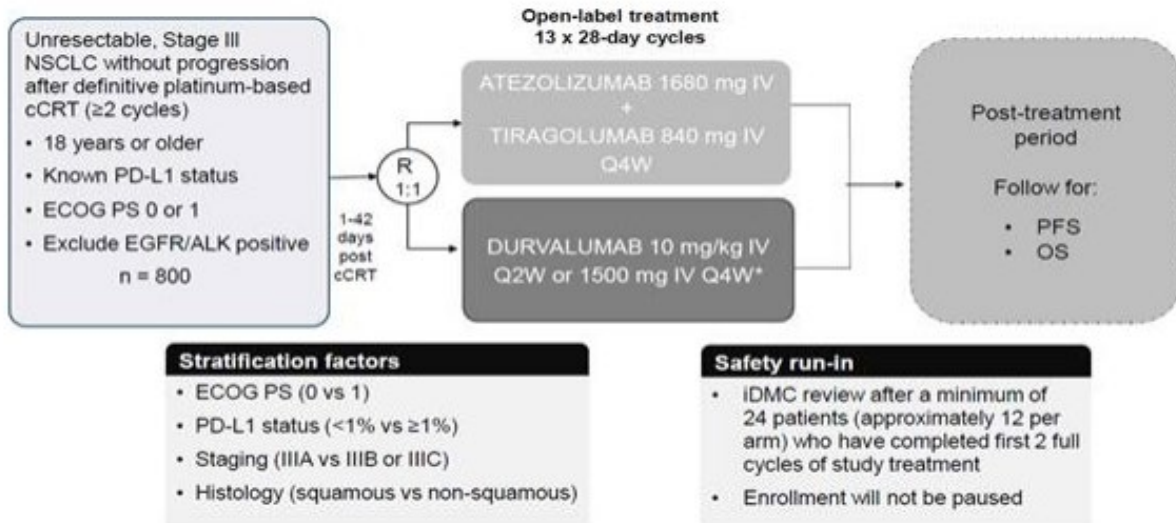 Open-label treatment
13 x 28-day cycles
Unresectable, Stage III
NSCLC without progression
after definitive platinum-based
cCRT (≥2 cycles)
• 18 years or older
• Known PD-L1 status
• ECOG PS 0 or 1
• Exclude EGFR/ALK positive
n = 800
1-42
days
post
cCRT
R
1:1
ATEZOLIZUMAB 1680 mg IV
+
TIRAGOLUMAB 840 mg IV
Q4W
DURVALUMAB 10 mg/kg IV
Q2W or 1500 mg IV Q4W*
Post-treatment
period
Follow for:
• PFS
• OS
Stratification factors
• ECOG PS (0 vs 1)
• PD-L1 status (<1% vs ≥1%)
• Staging (IIIA vs IIIB or IIIC)
• Histology (squamous vs non-squamous)
Safety run-in
• iDMC review after a minimum of
24 patients (approximately 12 per
arm) who have completed first 2 full
cycles of study treatment
• Enrollment will not be paused